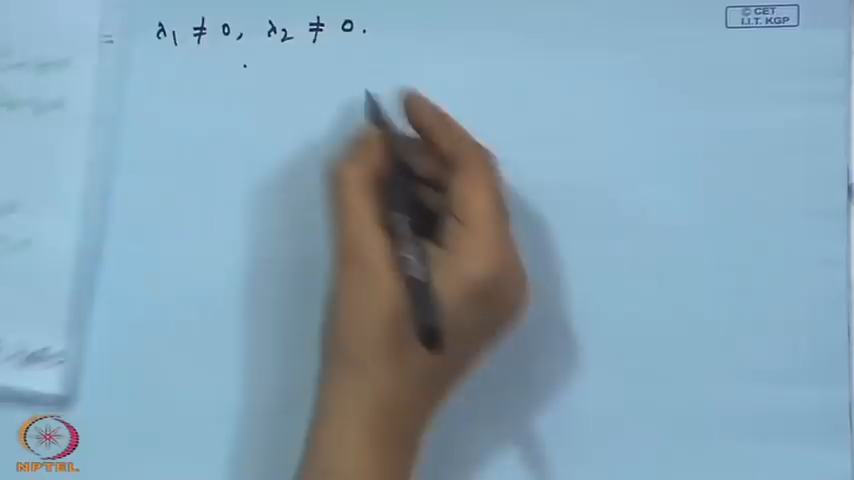 λ₁ ≠ 0, λ₂ ≠ 0.
© CET
I.I.T. KGP
NPTEL